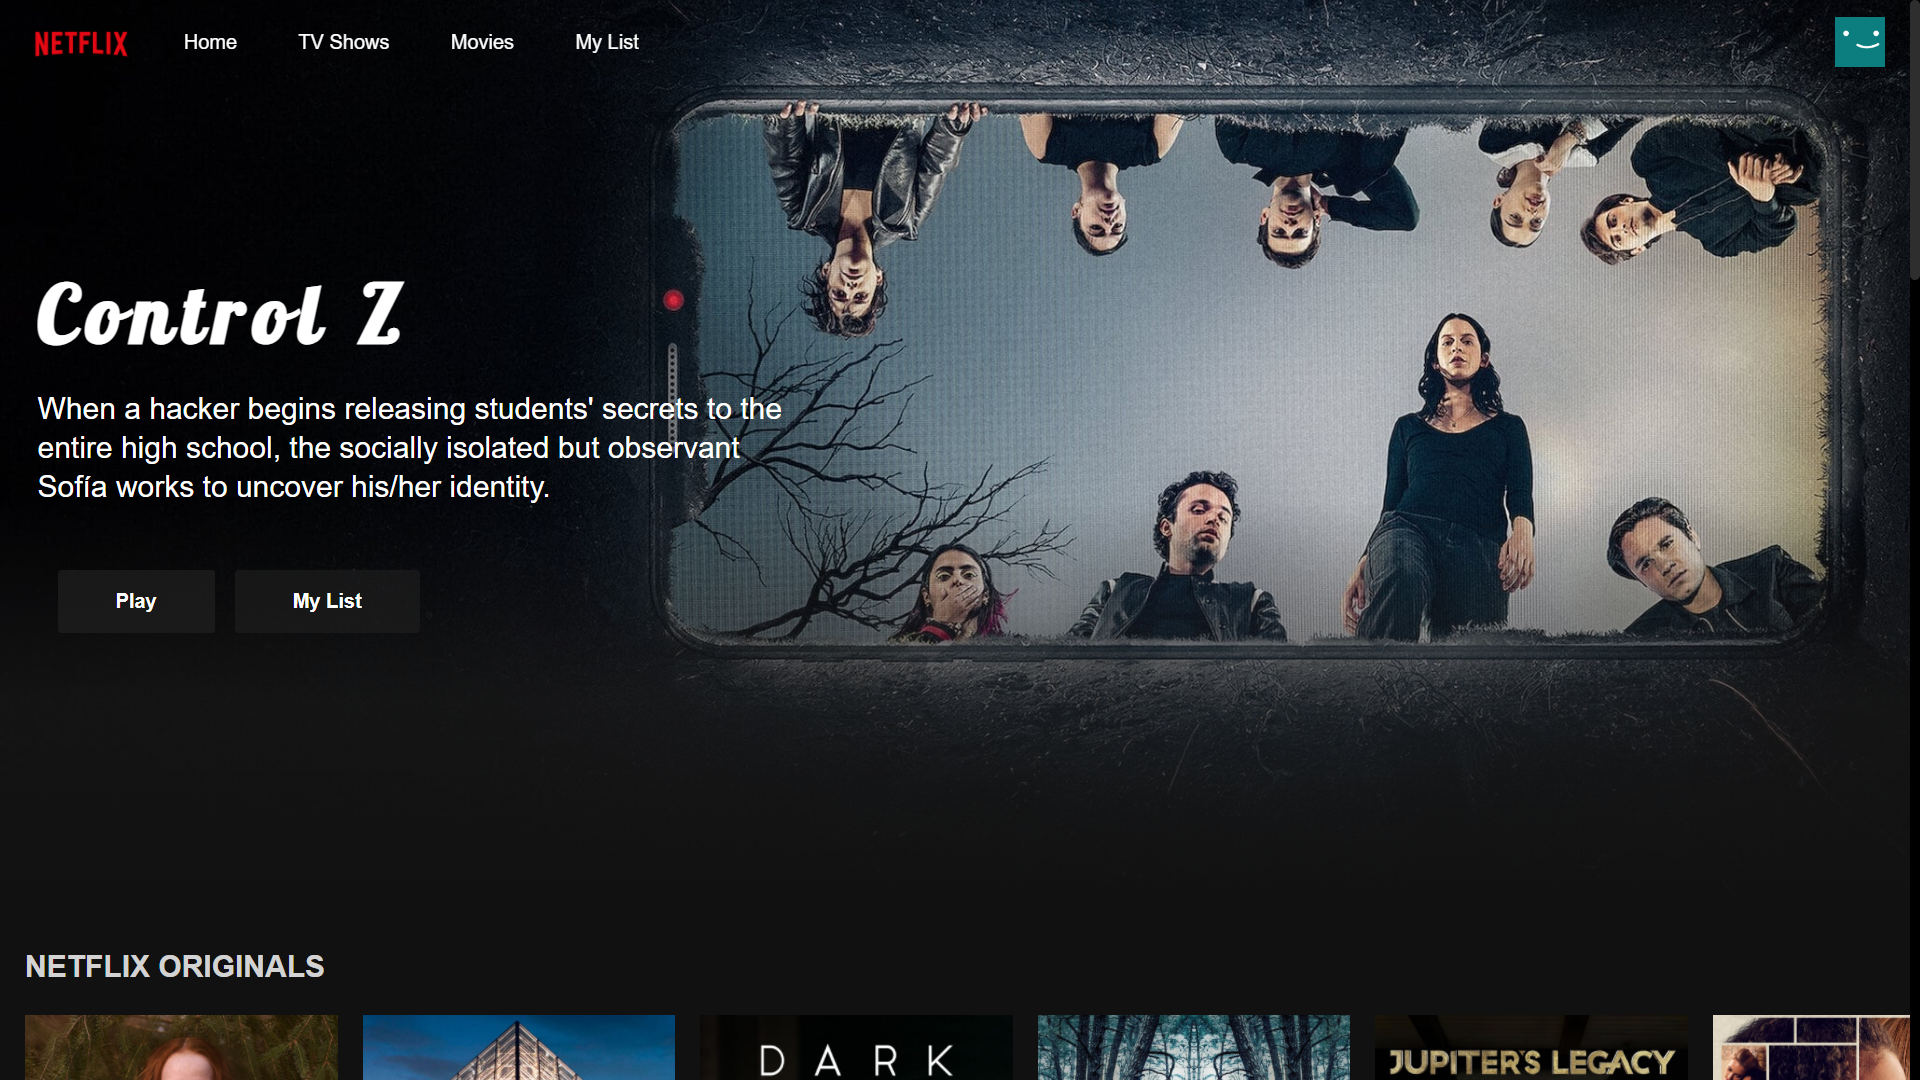 NETFLIX Home TV Shows Movies My List
Control Z
When a hacker begins releasing students' secrets to the
entire high school, the socially isolated but observant
Sofía works to uncover his/her identity.
Play My List
NETFLIX ORIGINALS
DARK
JUPITER'S LEGACY